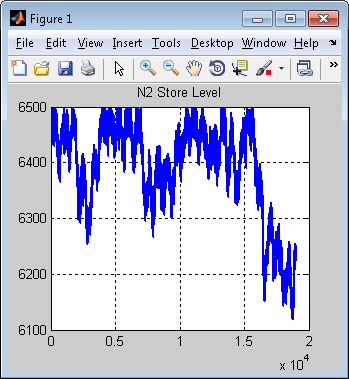 Figure 1
File Edit View Insert Tools Desktop Window Help
N2 Store Level
6500
6400
6300
6200
6100
0 0.5 1 1.5 2
x 10^4